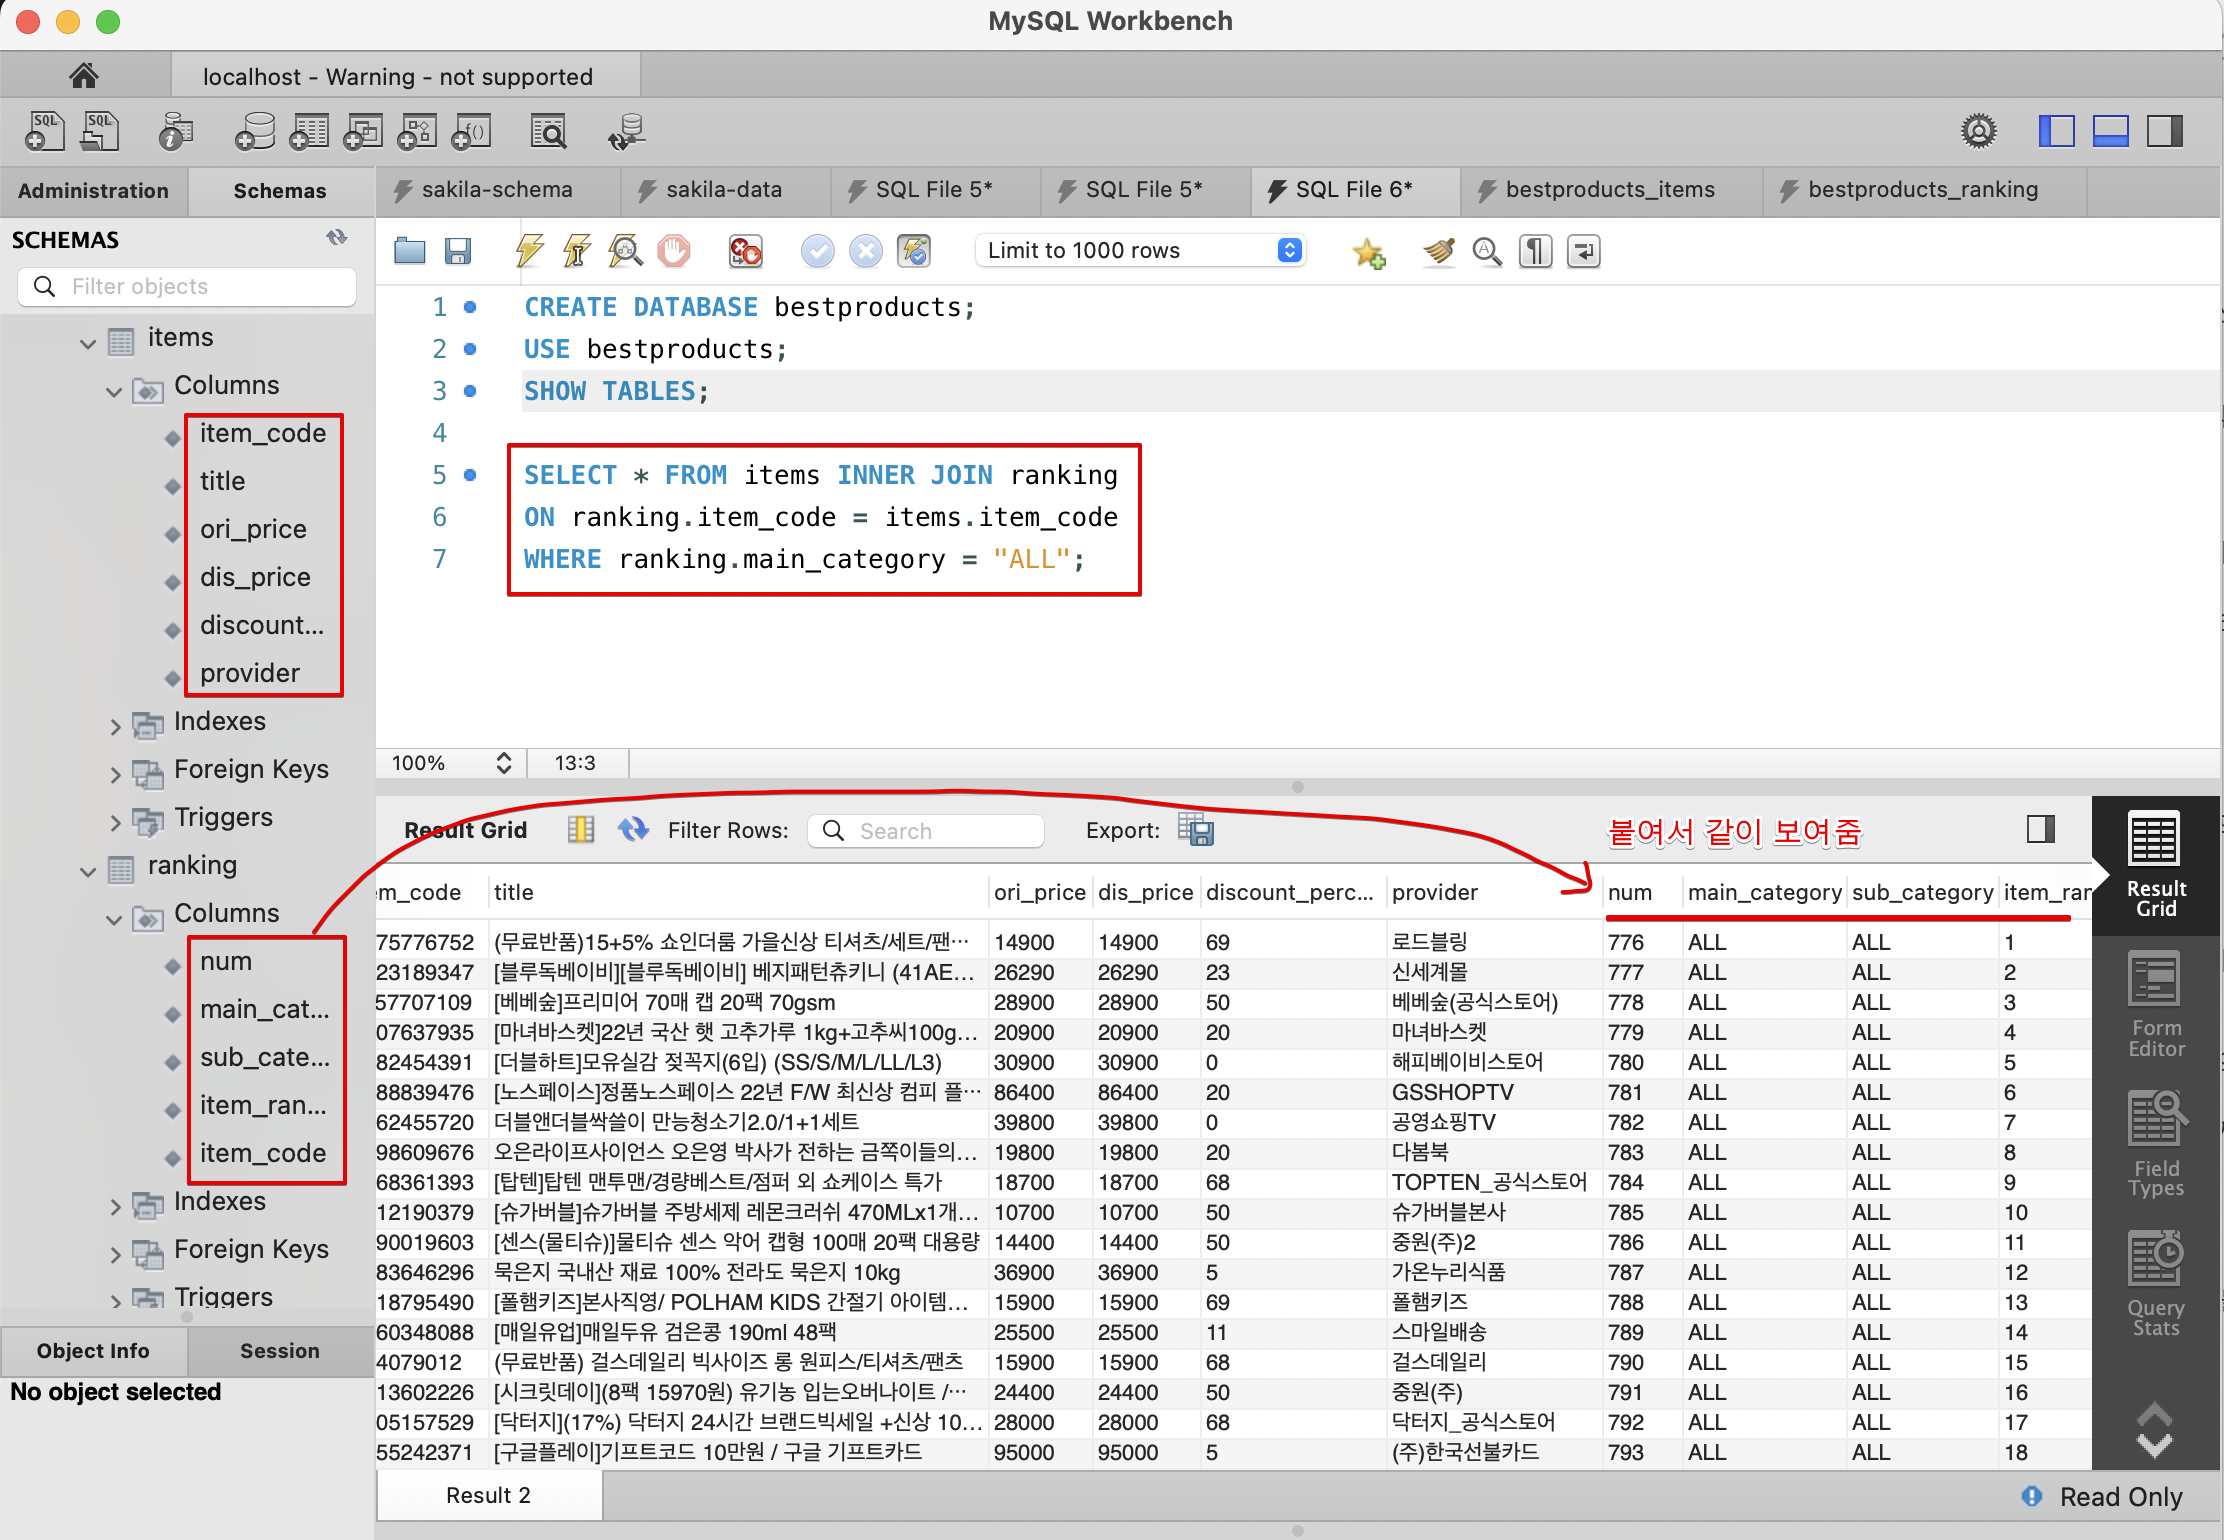 MySQL Workbench
localhost - Warning - not supported
Administration Schemas
sakila-schema sakila-data SQL File 5* SQL File 5* SQL File 6* bestproducts_items bestproducts_ranking
SCHEMAS
Filter objects
Limit to 1000 rows
items
Columns
item_code
title
ori_price
dis_price
discount...
provider
Indexes
Foreign Keys
Triggers
ranking
Columns
num
main_cat...
sub_cate...
item_ran...
item_code
Indexes
Foreign Keys
Triggers
Object Info Session
No object selected
1 CREATE DATABASE bestproducts;
2 USE bestproducts;
3 SHOW TABLES;
4
5 SELECT * FROM items INNER JOIN ranking
6 ON ranking.item_code = items.item_code
7 WHERE ranking.main_category = "ALL";
100% 13:3
Result Grid Filter Rows: Search Export: 붙여서 같이 보여줌
em_code title ori_price dis_price discount_perc... provider num main_category sub_category item_ran
75776752 (무료반품)15+5% 쇼인더룸 가을신상 티셔츠/세트/팬… 14900 14900 69 로드블링 776 ALL ALL 1
23189347 [블루독베이비][블루독베이비] 베지패턴츄키니 (41AE... 26290 26290 23 신세계몰 777 ALL ALL 2
57707109 [베베숲]프리미어 70매 캡 20팩 70gsm 28900 28900 50 베베숲(공식스토어) 778 ALL ALL 3
07637935 [마녀바스켓]22년 국산 햇 고추가루 1kg+고추씨100g... 20900 20900 20 마녀바스켓 779 ALL ALL 4
82454391 [더블하트]모유실감 젖꼭지(6입) (SS/S/M/L/LL/L3) 30900 30900 0 해피베이비스토어 780 ALL ALL 5
88839476 [노스페이스]정품노스페이스 22년 F/W 최신상 컴피 플… 86400 86400 20 GSSHOPTV 781 ALL ALL 6
62455720 더블앤더블싹쓸이 만능청소기2.0/1+1세트 39800 39800 0 공영쇼핑TV 782 ALL ALL 7
98609676 오은라이프사이언스 오은영 박사가 전하는 금쪽이들의... 19800 19800 20 다봄북 783 ALL ALL 8
68361393 [탑텐]탑텐 맨투맨/경량베스트/점퍼 외 쇼케이스 특가 18700 18700 68 TOPTEN_공식스토어 784 ALL ALL 9
12190379 [슈가버블]슈가버블 주방세제 레몬크러쉬 470MLx1개... 10700 10700 50 슈가버블본사 785 ALL ALL 10
90019603 [센스(물티슈)]물티슈 센스 악어 캡형 100매 20팩 대용량 14400 14400 50 중원(주)2 786 ALL ALL 11
83646296 묵은지 국내산 재료 100% 전라도 묵은지 10kg 36900 36900 5 가온누리식품 787 ALL ALL 12
18795490 [폴햄키즈]본사직영/ POLHAM KIDS 간절기 아이템... 15900 15900 69 폴햄키즈 788 ALL ALL 13
60348088 [매일유업]매일두유 검은콩 190ml 48팩 25500 25500 11 스마일배송 789 ALL ALL 14
4079012 (무료반품) 걸스데일리 빅사이즈 롱 원피스/티셔츠/팬츠 15900 15900 68 걸스데일리 790 ALL ALL 15
13602226 [시크릿데이](8팩 15970원) 유기농 입는오버나이트 /… 24400 24400 50 중원(주) 791 ALL ALL 16
05157529 [닥터지](17%) 닥터지 24시간 브랜드빅세일 +신상 10... 28000 28000 68 닥터지_공식스토어 792 ALL ALL 17
55242371 [구글플레이]기프트코드 10만원 / 구글 기프트카드 95000 95000 5 (주)한국선불카드 793 ALL ALL 18
Result Grid
Form Editor
Field Types
Query Stats
Result 2 Read Only